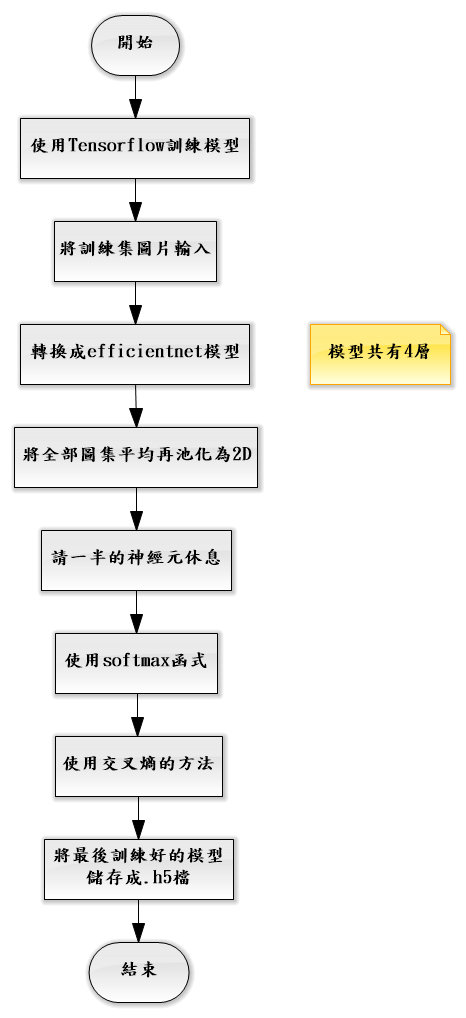 開始
使用Tensorflow訓練模型
將訓練集圖片輸入
轉換成efficientnet模型
模型共有4層
將全部圖集平均再池化為2D
請一半的神經元休息
使用softmax函式
使用交叉熵的方法
將最後訓練好的模型
儲存成.h5檔
結束